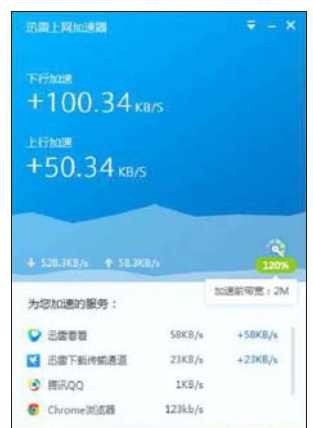 迅雷上网加速器
下行加速
+100.34 KB/S
上行加速
+50.34 KB/S
528.3KB/s 58.3KB/s
120%
加速前带宽：2M
为您加速的服务：
迅雷看看 58KB/s +58KB/s
迅雷下载传输通道 23KB/s +23KB/s
腾讯QQ 1KB/s
Chrome浏览器 123kb/s